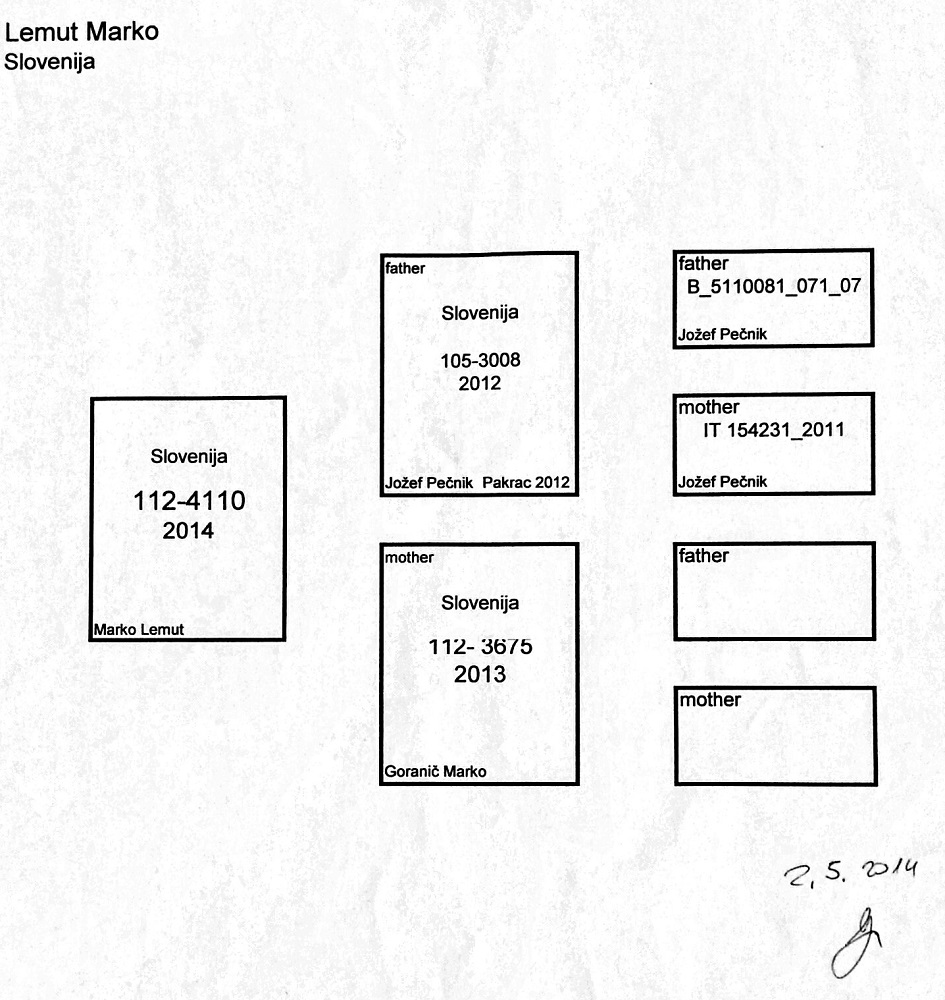 Lemut Marko
Slovenija
Slovenija
112-4110
2014
Marko Lemut
father
Slovenija
105-3008
2012
Jožef Pečnik Pakrac 2012
mother
Slovenija
112- 3675
2013
Goranič Marko
father
B_5110081_071_07
Jožef Pečnik
mother
IT 154231_2011
Jožef Pečnik
father
mother
2, 5. 2014